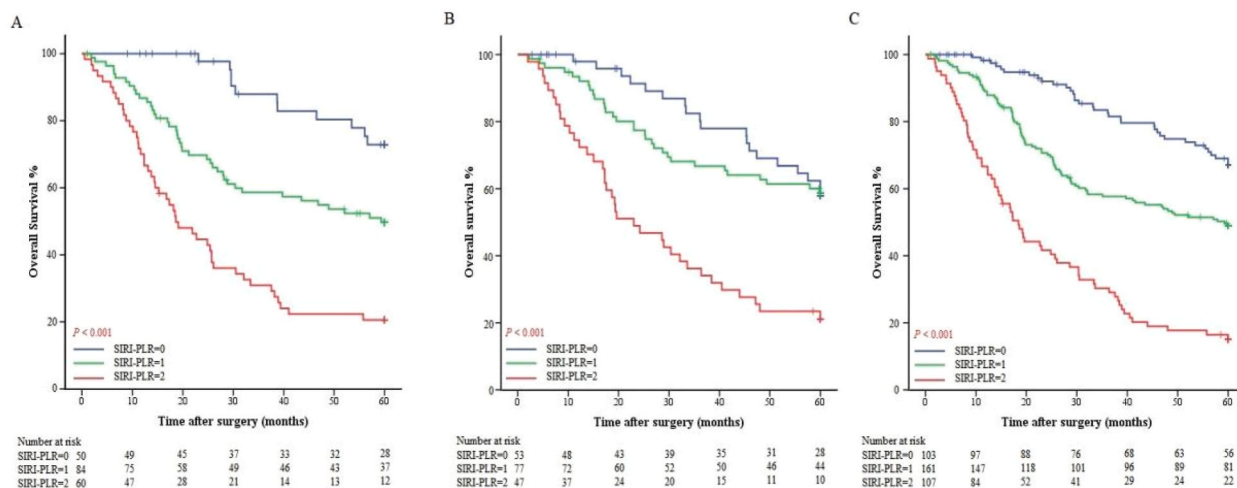 A
B
C
100
80
60
40
20
0
Overall Survival %
P < 0.001
SIRI-PLR=0
SIRI-PLR=1
SIRI-PLR=2
0 10 20 30 40 50 60
Time after surgery (months)
Number at risk
SIRI-PLR=0 50 49 45 37 33 32 28
SIRI-PLR=1 84 75 58 49 46 43 37
SIRI-PLR=2 60 47 28 21 14 13 12
100
80
60
40
20
0
Overall Survival %
P < 0.001
SIRI-PLR=0
SIRI-PLR=1
SIRI-PLR=2
0 10 20 30 40 50 60
Time after surgery (months)
Number at risk
SIRI-PLR=0 53 48 43 39 35 31 28
SIRI-PLR=1 77 72 60 52 50 46 44
SIRI-PLR=2 47 37 24 20 15 11 10
100
80
60
40
20
0
Overall Survival %
P < 0.001
SIRI-PLR=0
SIRI-PLR=1
SIRI-PLR=2
0 10 20 30 40 50 60
Time after surgery (months)
Number at risk
SIRI-PLR=0 103 97 88 76 68 63 56
SIRI-PLR=1 161 147 118 101 96 89 81
SIRI-PLR=2 107 84 52 41 29 24 22